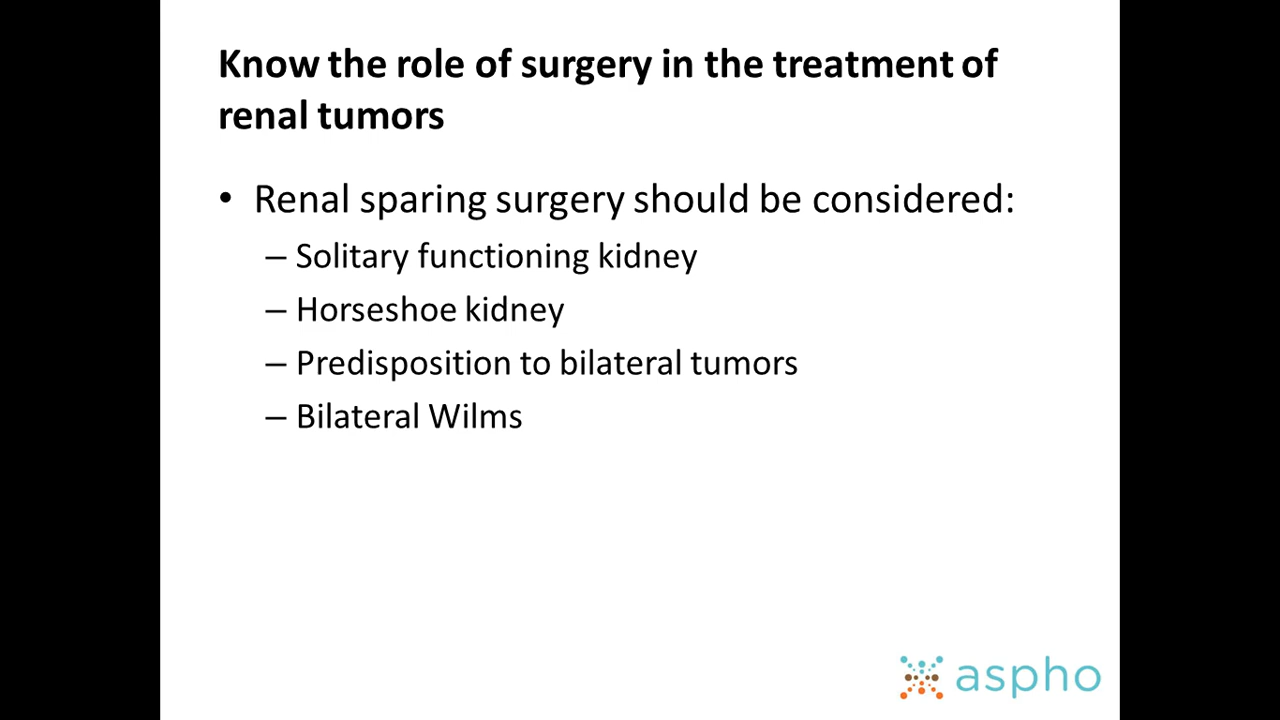 Know the role of surgery in the treatment of
renal tumors
• Renal sparing surgery should be considered:
– Solitary functioning kidney
– Horseshoe kidney
– Predisposition to bilateral tumors
– Bilateral Wilms
aspho